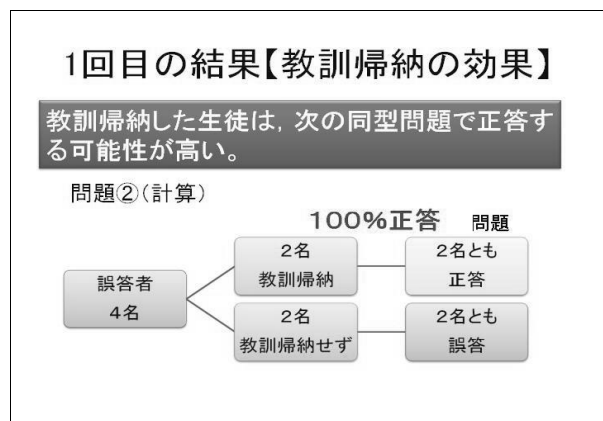 1回目の結果【教訓帰納の効果】
教訓帰納した生徒は，次の同型問題で正答す
る可能性が高い。
問題②（計算）
100％正答 問題
誤答者
4名
2名
教訓帰納
2名とも
正答
2名
教訓帰納せず
2名とも
誤答